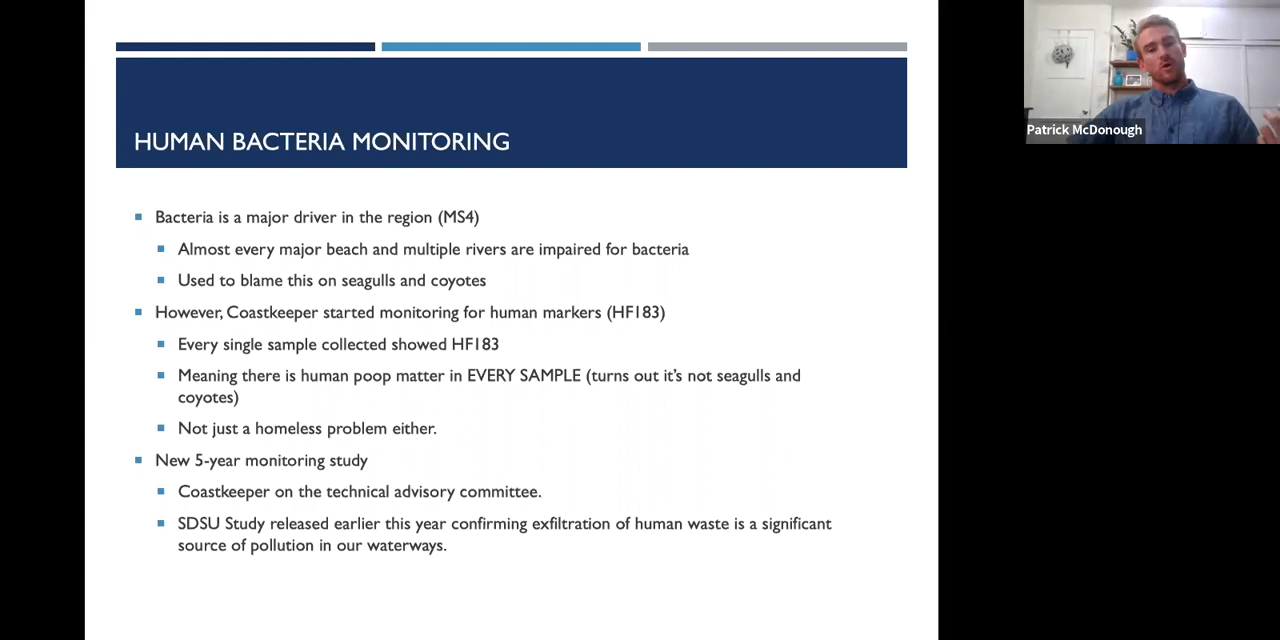 HUMAN BACTERIA MONITORING
Bacteria is a major driver in the region (MS4)
Almost every major beach and multiple rivers are impaired for bacteria
Used to blame this on seagulls and coyotes
However, Coastkeeper started monitoring for human markers (HF183)
Every single sample collected showed HF183
Meaning there is human poop matter in EVERY SAMPLE (turns out it's not seagulls and
coyotes)
Not just a homeless problem either.
New 5-year monitoring study
Coastkeeper on the technical advisory committee.
SDSU Study released earlier this year confirming exfiltration of human waste is a significant
source of pollution in our waterways.
Patrick McDonough